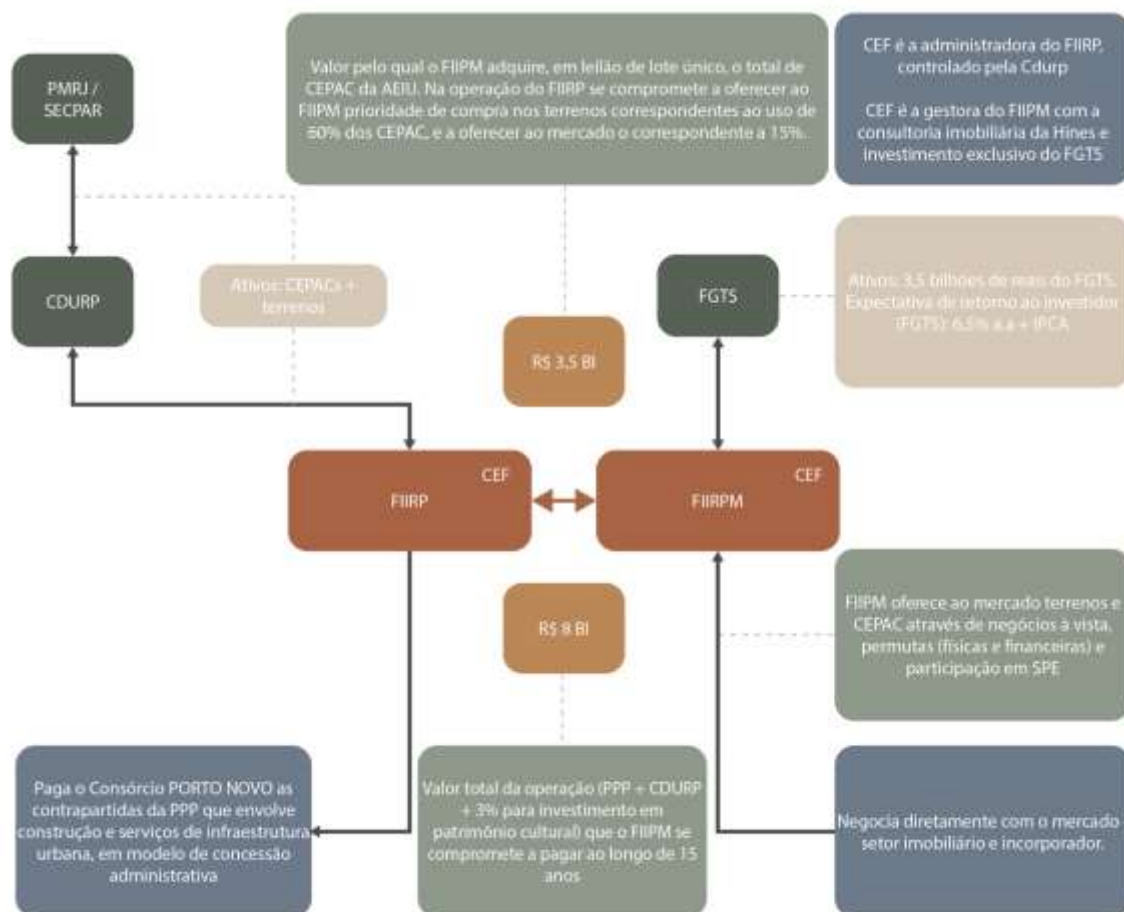 PMRJ /
SECPAR
Valor pelo qual o FIIPM adquire, em leilão de lote único, o total de
CEPAC da AEIU. Na operação do FIIRP se compromete a oferecer ao
FIIPM prioridade de compra nos terrenos correspondentes ao uso de
60% dos CEPAC, e a oferecer ao mercado o correspondente a 15%.
CEF é a administradora do FIIRP,
controlado pela Cdurp
CEF é a gestora do FIIPM com a
consultoria imobiliária da Hines e
investimento exclusivo do FGTS
CDURP
Ativos: CEPACs +
terrenos
FGTS
Ativos: 3,5 bilhões de reais do FGTS.
Expectativa de retorno ao investidor
(FGTS): 6,5% a.a + IPCA
R$ 3,5 BI
CEF
FIIRP
CEF
FIIRPM
R$ 8 BI
FIIPM oferece ao mercado terrenos e
CEPAC através de negócios à vista,
permutas (físicas e financeiras) e
participação em SPE
Paga o Consórcio PORTO NOVO as
contrapartidas da PPP que envolve
construção e serviços de infraestrutura
urbana, em modelo de concessão
administrativa
Valor total da operação (PPP + CDURP
+ 3% para investimento em
patrimônio cultural) que o FIIPM se
compromete a pagar ao longo de 15
anos
Negocia diretamente com o mercado -
setor imobiliário e incorporador.